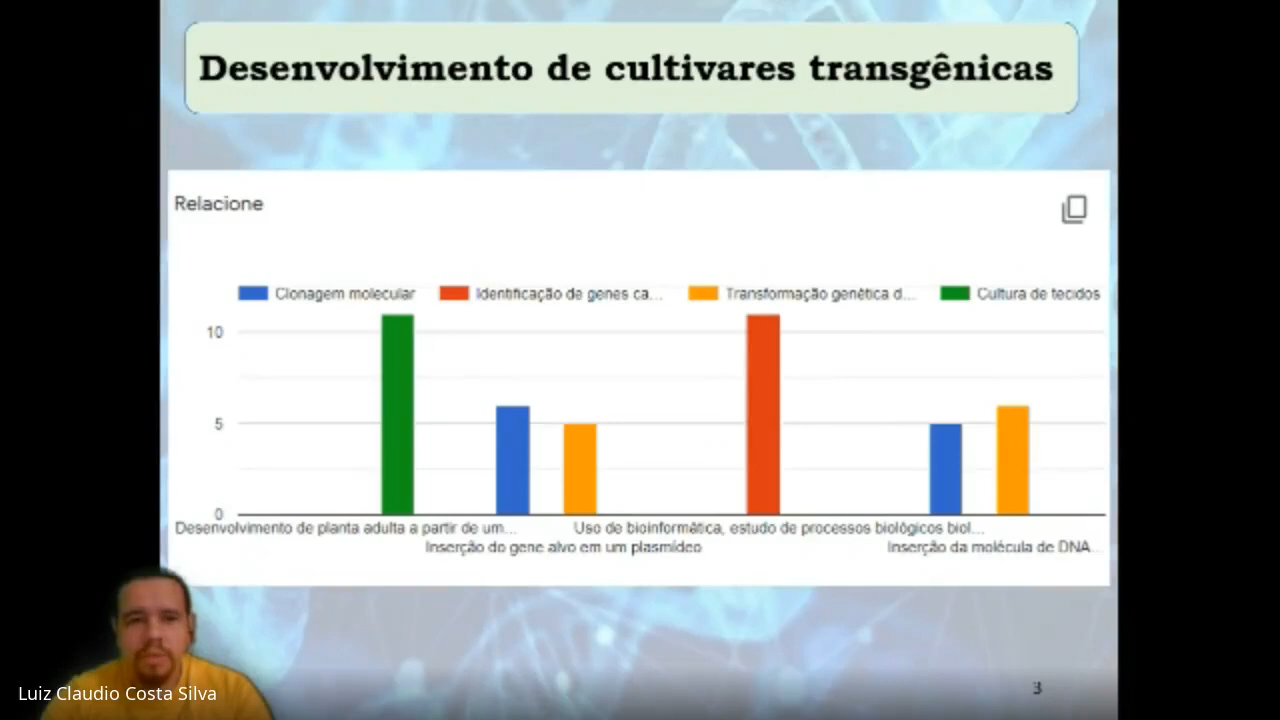 Desenvolvimento de cultivares transgênicas
Relacione
Clonagem molecular
Identificação de genes ca...
Transformação genética d...
Cultura de tecidos
10
5
0
Desenvolvimento de planta adulta a partir de um...
Uso de bioinformática, estudo de processos biológicos biol...
Inserção do gene alvo em um plasmídeo
Inserção da molécula de DNA...
Luiz Claudio Costa Silva
3